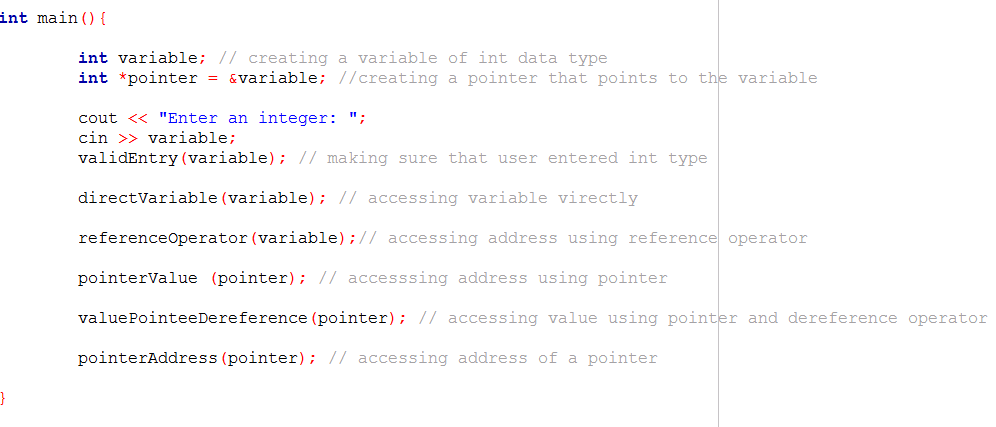 int main(){
int variable; // creating a variable of int data type
int *pointer = &variable; //creating a pointer that points to the variable
cout << "Enter an integer: ";
cin >> variable;
validEntry(variable); // making sure that user entered int type
directVariable(variable); // accessing variable virectly
referenceOperator(variable);// accessing address using reference operator
pointerValue (pointer); // accesssing address using pointer
valuePointeeDereference(pointer); // accessing value using pointer and dereference operator
pointerAddress(pointer); // accessing address of a pointer
}